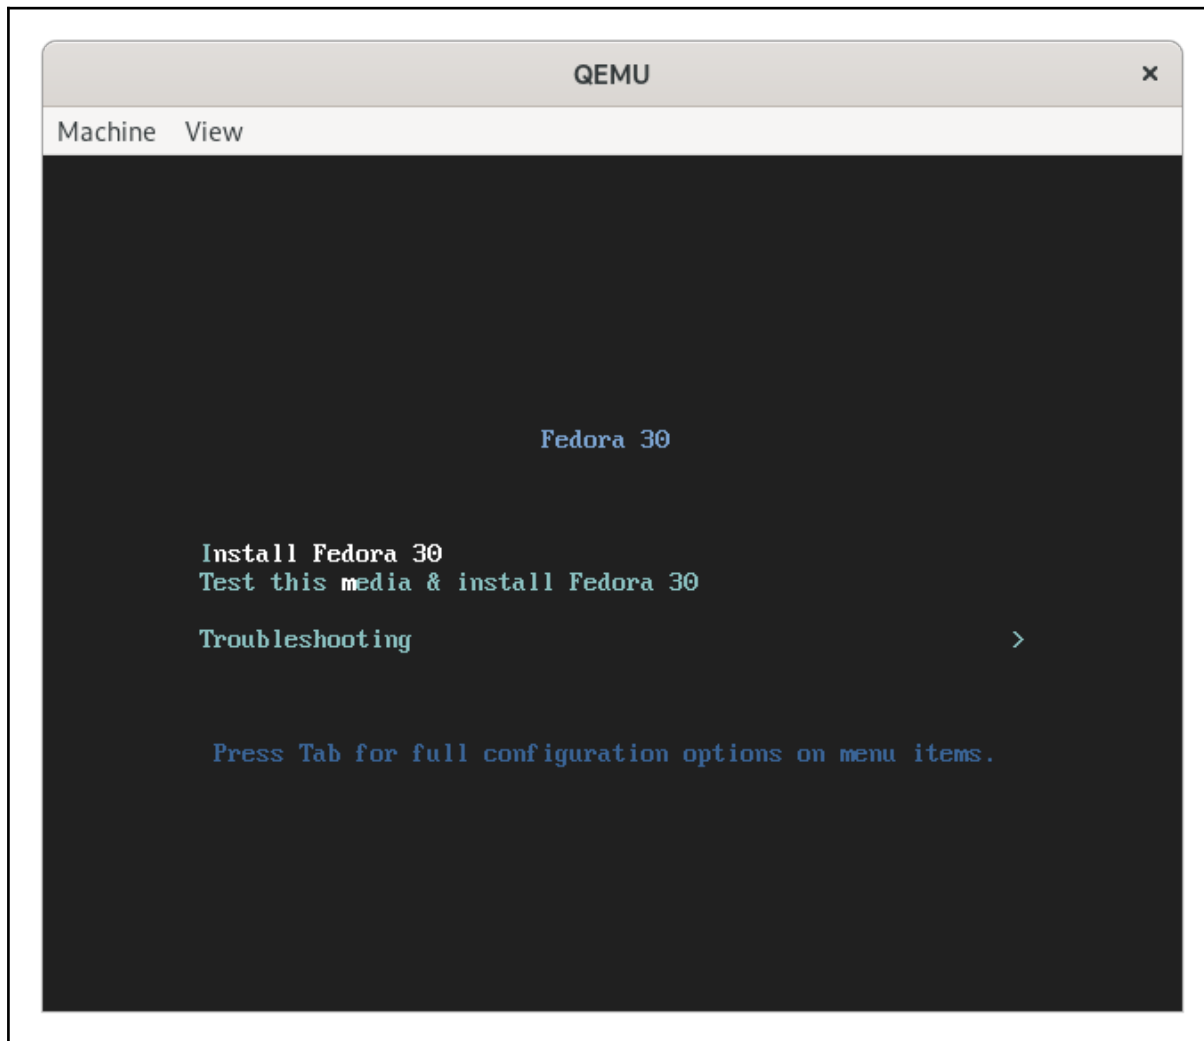 QEMU ×
Machine View
Fedora 30
Install Fedora 30
Test this media & install Fedora 30
Troubleshooting >
Press Tab for full configuration options on menu items.